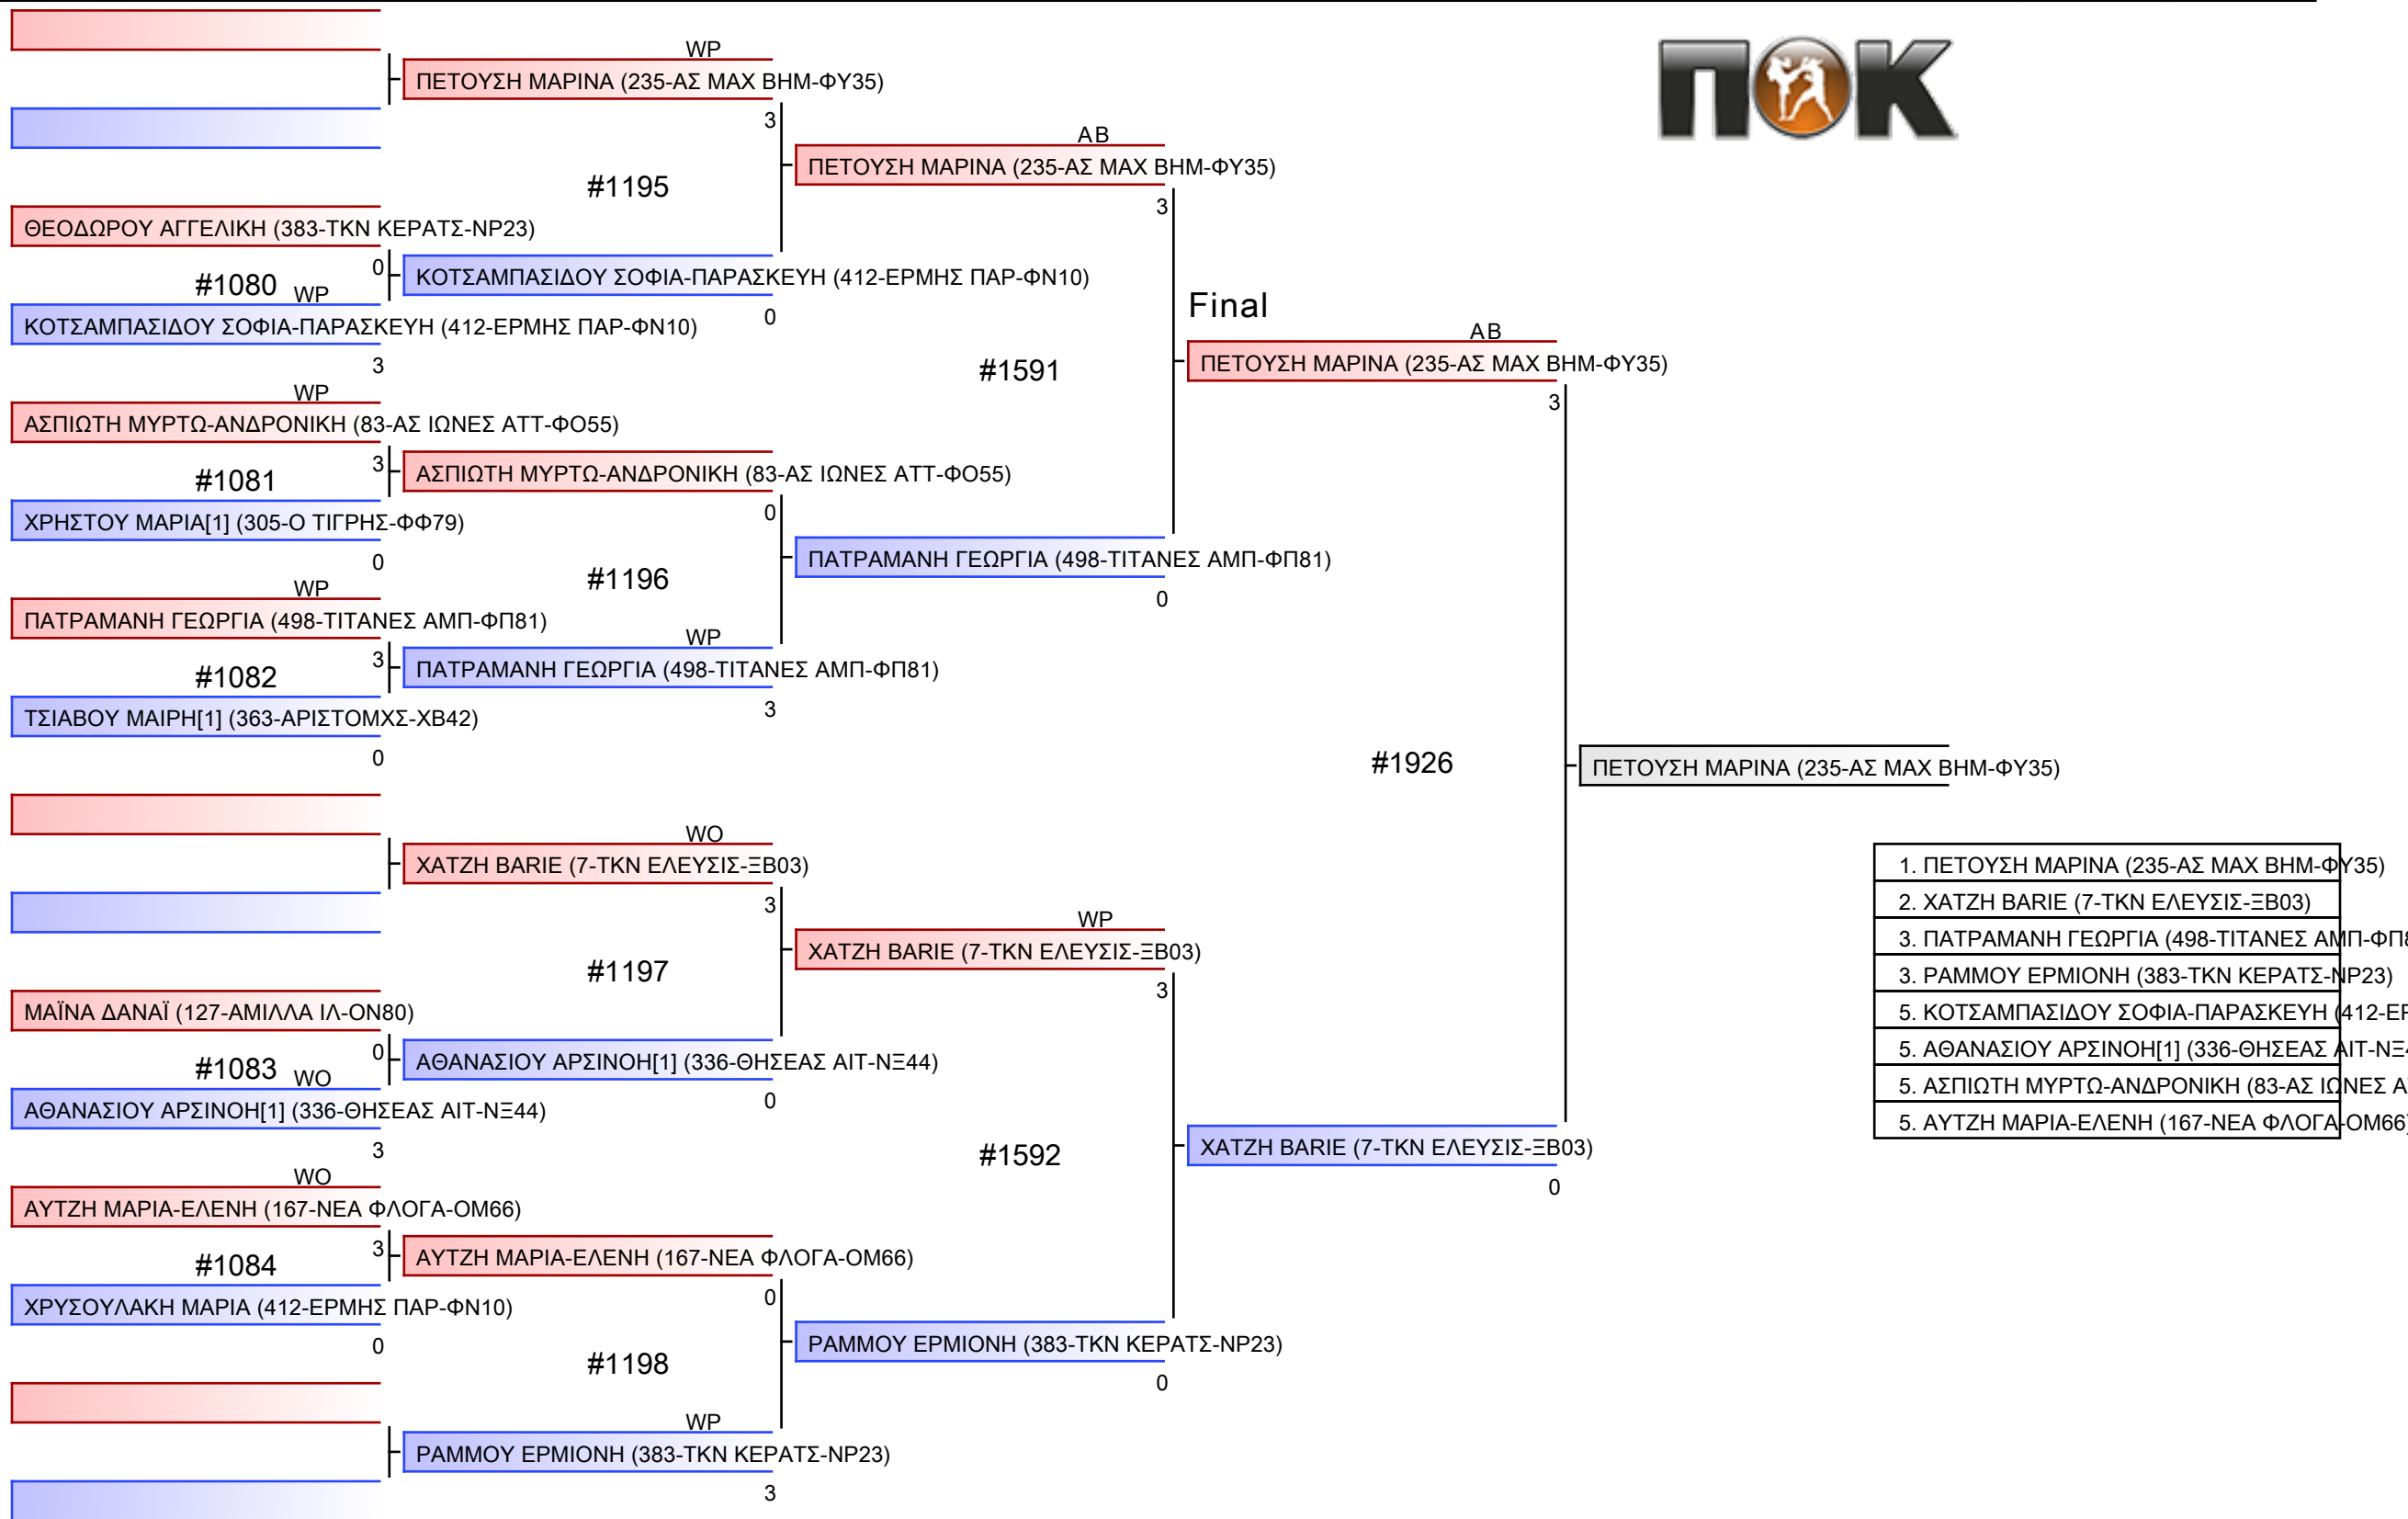 ΠΟΚ
WP
ΠΕΤΟΥΣΗ ΜΑΡΙΝΑ (235-ΑΣ ΜΑΧ ΒΗΜ-ΦΥ35)
3
AB
ΠΕΤΟΥΣΗ ΜΑΡΙΝΑ (235-ΑΣ ΜΑΧ ΒΗΜ-ΦΥ35)
#1195
3
ΘΕΟΔΩΡΟΥ ΑΓΓΕΛΙΚΗ (383-ΤΚΝ ΚΕΡΑΤΣ-ΝΡ23)
0
#1080 WP
ΚΟΤΣΑΜΠΑΣΙΔΟΥ ΣΟΦΙΑ-ΠΑΡΑΣΚΕΥΗ (412-ΕΡΜΗΣ ΠΑΡ-ΦΝ10)
0
Final
ΚΟΤΣΑΜΠΑΣΙΔΟΥ ΣΟΦΙΑ-ΠΑΡΑΣΚΕΥΗ (412-ΕΡΜΗΣ ΠΑΡ-ΦΝ10)
3
AB
ΠΕΤΟΥΣΗ ΜΑΡΙΝΑ (235-ΑΣ ΜΑΧ ΒΗΜ-ΦΥ35)
#1591
3
WP
ΑΣΠΙΩΤΗ ΜΥΡΤΩ-ΑΝΔΡΟΝΙΚΗ (83-ΑΣ ΙΩΝΕΣ ΑΤΤ-ΦΟ55)
3
#1081
ΑΣΠΙΩΤΗ ΜΥΡΤΩ-ΑΝΔΡΟΝΙΚΗ (83-ΑΣ ΙΩΝΕΣ ΑΤΤ-ΦΟ55)
0
ΧΡΗΣΤΟΥ ΜΑΡΙΑ[1] (305-Ο ΤΙΓΡΗΣ-ΦΦ79)
0
#1196
ΠΑΤΡΑΜΑΝΗ ΓΕΩΡΓΙΑ (498-ΤΙΤΑΝΕΣ ΑΜΠ-ΦΠ81)
0
WP
ΠΑΤΡΑΜΑΝΗ ΓΕΩΡΓΙΑ (498-ΤΙΤΑΝΕΣ ΑΜΠ-ΦΠ81)
3
#1082
WP
ΠΑΤΡΑΜΑΝΗ ΓΕΩΡΓΙΑ (498-ΤΙΤΑΝΕΣ ΑΜΠ-ΦΠ81)
3
ΤΣΙΑΒΟΥ ΜΑΙΡΗ[1] (363-ΑΡΙΣΤΟΜΧΣ-ΧΒ42)
0
#1926
ΠΕΤΟΥΣΗ ΜΑΡΙΝΑ (235-ΑΣ ΜΑΧ ΒΗΜ-ΦΥ35)
WO
ΧΑΤΖΗ BARIE (7-ΤΚΝ ΕΛΕΥΣΙΣ-ΞΒ03)
3
WP
ΧΑΤΖΗ BARIE (7-ΤΚΝ ΕΛΕΥΣΙΣ-ΞΒ03)
#1197
3
ΜΑΪΝΑ ΔΑΝΑΪ (127-ΑΜΙΛΛΑ ΙΛ-ΟΝ80)
0
#1083 WO
ΑΘΑΝΑΣΙΟΥ ΑΡΣΙΝΟΗ[1] (336-ΘΗΣΕΑΣ ΑΙΤ-ΝΞ44)
0
ΑΘΑΝΑΣΙΟΥ ΑΡΣΙΝΟΗ[1] (336-ΘΗΣΕΑΣ ΑΙΤ-ΝΞ44)
3
#1592
ΧΑΤΖΗ BARIE (7-ΤΚΝ ΕΛΕΥΣΙΣ-ΞΒ03)
0
WO
ΑΥΤΖΗ ΜΑΡΙΑ-ΕΛΕΝΗ (167-ΝΕΑ ΦΛΟΓΑ-ΟΜ66)
3
#1084
ΑΥΤΖΗ ΜΑΡΙΑ-ΕΛΕΝΗ (167-ΝΕΑ ΦΛΟΓΑ-ΟΜ66)
0
ΧΡΥΣΟΥΛΑΚΗ ΜΑΡΙΑ (412-ΕΡΜΗΣ ΠΑΡ-ΦΝ10)
0
#1198
ΡΑΜΜΟΥ ΕΡΜΙΟΝΗ (383-ΤΚΝ ΚΕΡΑΤΣ-ΝΡ23)
0
WP
ΡΑΜΜΟΥ ΕΡΜΙΟΝΗ (383-ΤΚΝ ΚΕΡΑΤΣ-ΝΡ23)
3
1. ΠΕΤΟΥΣΗ ΜΑΡΙΝΑ (235-ΑΣ ΜΑΧ ΒΗΜ-ΦΥ35)
2. ΧΑΤΖΗ BARIE (7-ΤΚΝ ΕΛΕΥΣΙΣ-ΞΒ03)
3. ΠΑΤΡΑΜΑΝΗ ΓΕΩΡΓΙΑ (498-ΤΙΤΑΝΕΣ ΑΜΠ-ΦΠ8
3. ΡΑΜΜΟΥ ΕΡΜΙΟΝΗ (383-ΤΚΝ ΚΕΡΑΤΣ-ΝΡ23)
5. ΚΟΤΣΑΜΠΑΣΙΔΟΥ ΣΟΦΙΑ-ΠΑΡΑΣΚΕΥΗ (412-ΕΡ
5. ΑΘΑΝΑΣΙΟΥ ΑΡΣΙΝΟΗ[1] (336-ΘΗΣΕΑΣ ΑΙΤ-ΝΞ4
5. ΑΣΠΙΩΤΗ ΜΥΡΤΩ-ΑΝΔΡΟΝΙΚΗ (83-ΑΣ ΙΩΝΕΣ Α
5. ΑΥΤΖΗ ΜΑΡΙΑ-ΕΛΕΝΗ (167-ΝΕΑ ΦΛΟΓΑ-ΟΜ66)